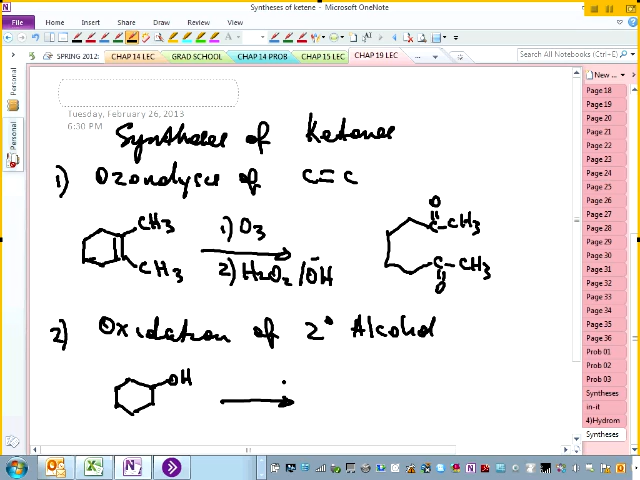 Syntheses of ketone - Microsoft OneNote
File Home Insert Share Draw Review View
SPRING 2012: CHAP 14 LEC GRAD SCHOOL CHAP 14 PROB CHAP 15 LEC CHAP 19 LEC ... Search All Notebooks (Ctrl+E)
Personal
Personal
New
Page 18
Page 19
Page 20
Page 21
Page 22
Page 23
Page 24
Page 25
Page 26
Page 27
Page 28
Page 29
Page 30
Page 31
Page 32
Page 33
Page 34
Page 35
Page 36
Prob 01
Prob 02
Prob 03
Syntheses
in-it
4)Hydrom
Syntheses
Tuesday, February 26, 2013
6:30 PM
Syntheses of Ketones
1) Ozonolysis of C=C
CH3
CH3
1) O3
2) H2O2 / OH-
O
C-CH3
C-CH3
O
2) Oxidation of 2° Alcohol
OH